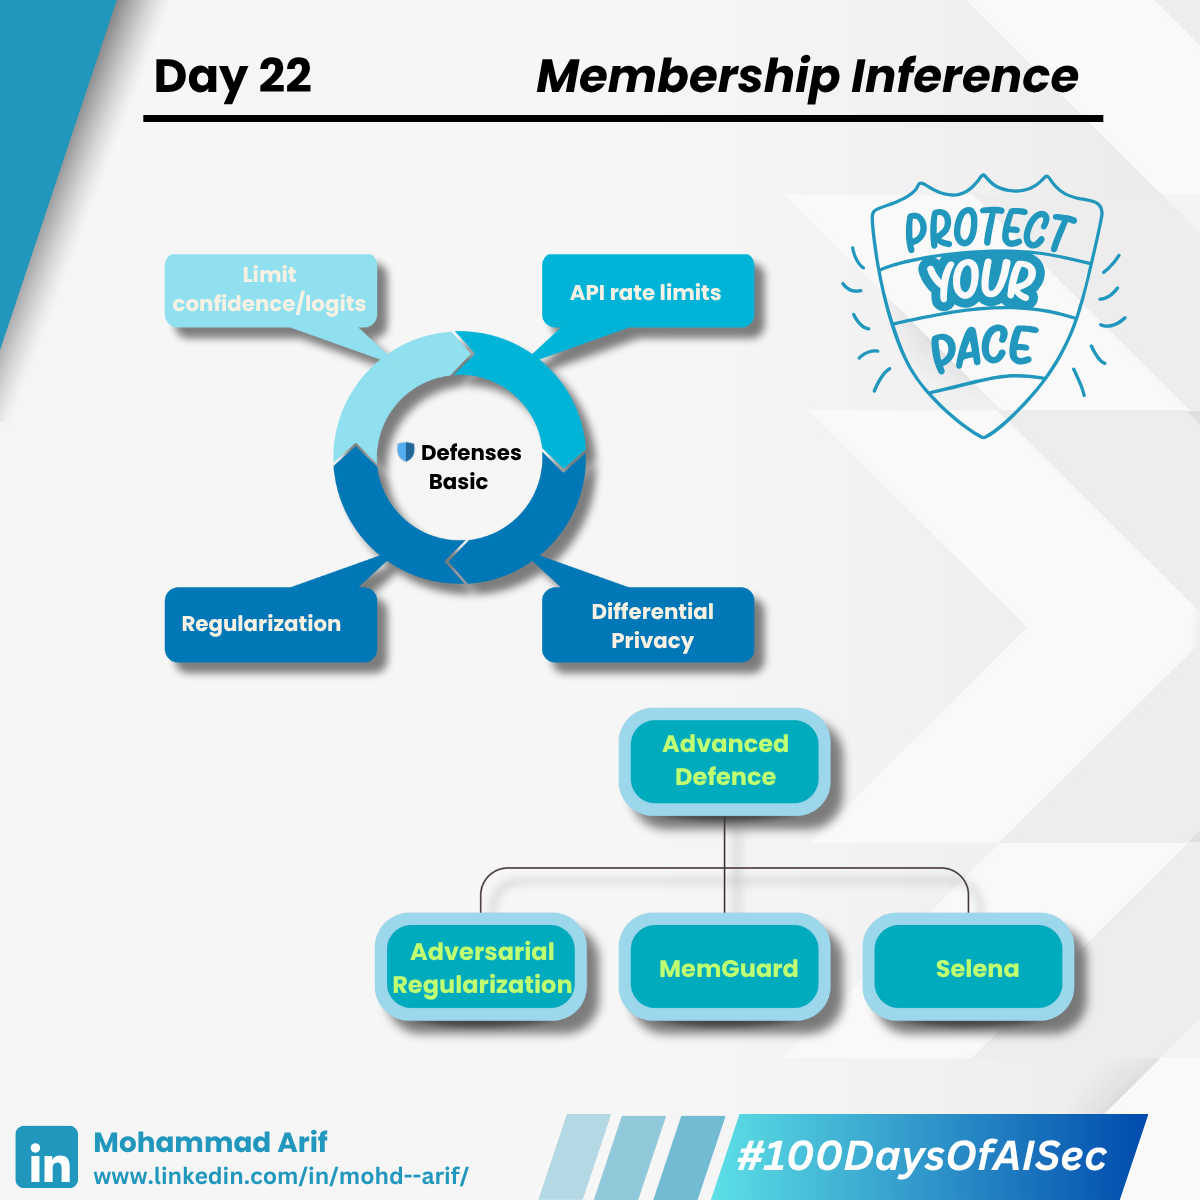 Day 22
Membership Inference
PROTECT
YOUR
PACE
Limit
confidence/logits
API rate limits
Defenses
Basic
Regularization
Differential
Privacy
Advanced
Defence
Adversarial
Regularization
MemGuard
Selena
in
Mohammad Arif
www.linkedin.com/in/mohd--arif/
#100DaysOfAISec